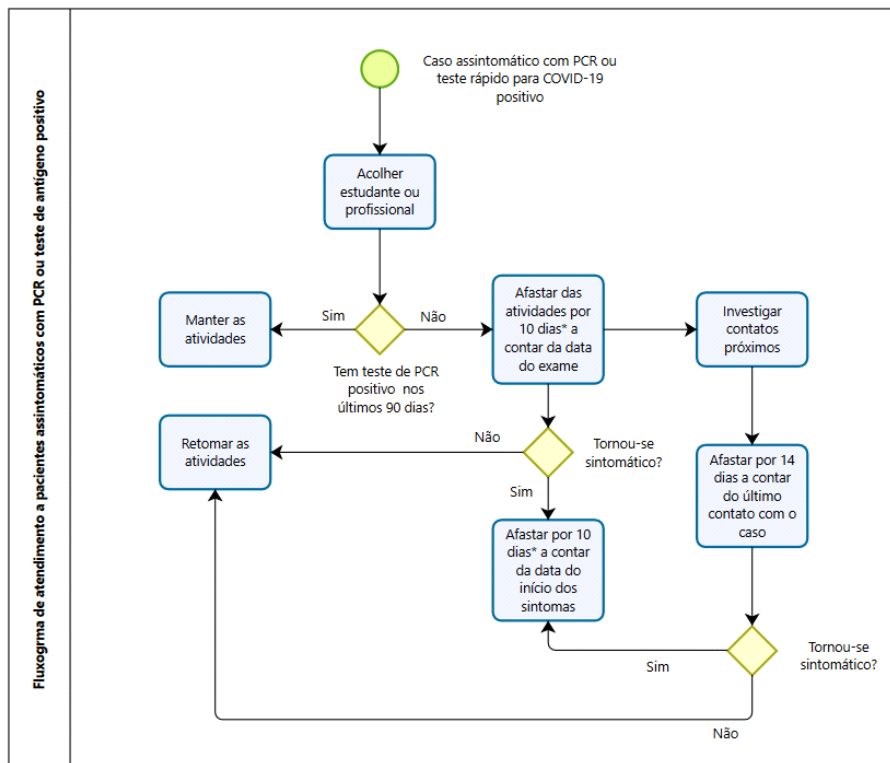 Fluxogrma de atendimento a pacientes assintomáticos com PCR ou teste de antígeno positivo
Caso assintomático com PCR ou
teste rápido para COVID-19
positivo
Acolher
estudante ou
profissional
Manter as
atividades
Sim
Não
Tem teste de PCR
positivo nos
últimos 90 dias?
Afastar das
atividades por
10 dias* a
contar da data
do exame
Investigar
contatos
próximos
Retomar as
atividades
Não
Tornou-se
sintomático?
Sim
Afastar por 14
dias a contar
do último
contato com o
caso
Afastar por 10
dias* a contar
da data do
início dos
sintomas
Sim
Tornou-se
sintomático?
Não